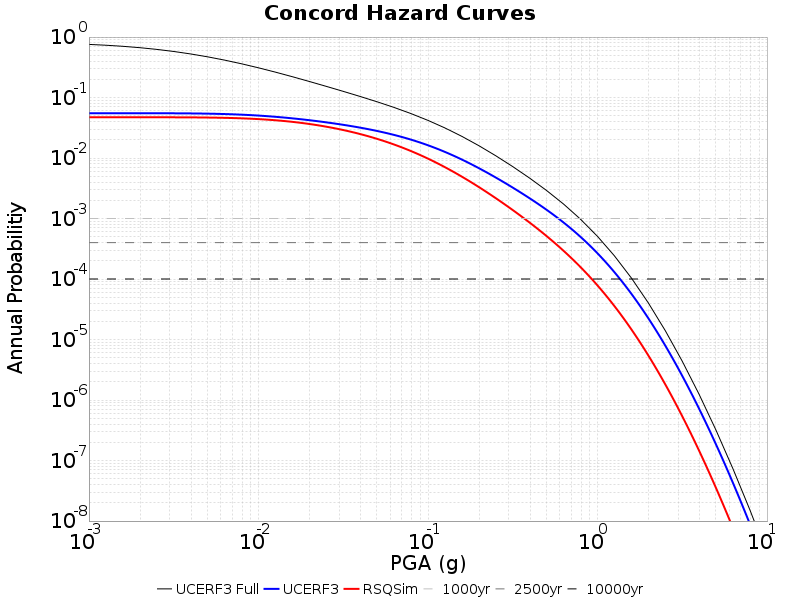 Concord Hazard Curves
10^0
10^-1
10^-2
10^-3
10^-4
10^-5
10^-6
10^-7
10^-8
Annual Probabilitiy
10^-3 10^-2 10^-1 10^0 10^1
PGA (g)
UCERF3 Full UCERF3 RSQSim 1000yr 2500yr 10000yr